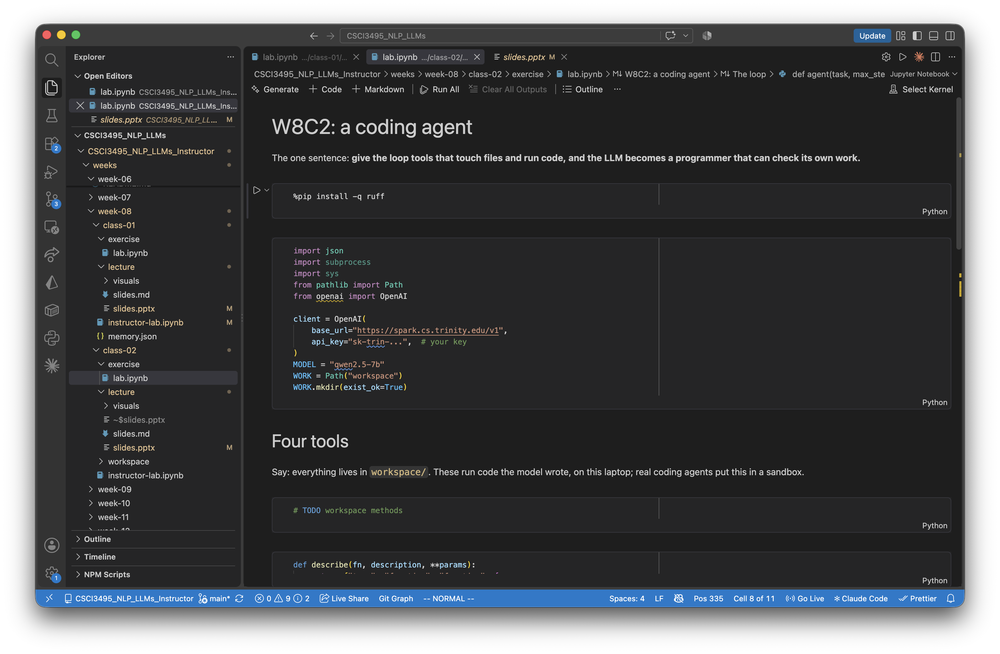 CSCI3495_NLP_LLMs
Update
Explorer
Open Editors
lab.ipynb CSCI3495_NLP_LLMs_Ins...
lab.ipynb CSCI3495_NLP_LLMs_Ins...
slides.pptx CSCI3495_NLP_LL... M
CSCI3495_NLP_LLMs
CSCI3495_NLP_LLMs_Instructor
weeks
week-06
week-07
week-08
class-01
exercise
lab.ipynb
lecture
visuals
slides.md
slides.pptx M
instructor-lab.ipynb M
{} memory.json
class-02
exercise
lab.ipynb
lecture
visuals
~$slides.pptx
slides.md
slides.pptx M
workspace
instructor-lab.ipynb
week-09
week-10
week-11
Outline
Timeline
NPM Scripts
2
3
1
lab.ipynb .../class-01/...
lab.ipynb .../class-02/...
slides.pptx M
CSCI3495_NLP_LLMs_Instructor > weeks > week-08 > class-02 > exercise > lab.ipynb > M↓ W8C2: a coding agent > M↓ The loop > def agent(task, max_ste
Jupyter Notebook
Generate + Code + Markdown | Run All Clear All Outputs | Outline ...
Select Kernel
W8C2: a coding agent
The one sentence: give the loop tools that touch files and run code, and the LLM becomes a programmer that can check its own work.
%pip install -q ruff
Python
import json
import subprocess
import sys
from pathlib import Path
from openai import OpenAI
client = OpenAI(
base_url="https://spark.cs.trinity.edu/v1",
api_key="sk-trin-...", # your key
)
MODEL = "qwen2.5-7b"
WORK = Path("workspace")
WORK.mkdir(exist_ok=True)
Python
Four tools
Say: everything lives in workspace/. These run code the model wrote, on this laptop; real coding agents put this in a sandbox.
# TODO workspace methods
Python
def describe(fn, description, **params):
Python
CSCI3495_NLP_LLMs_Instructor main* 0 9 2 Live Share Git Graph -- NORMAL --
Spaces: 4 LF Pos 335 Cell 8 of 11 Go Live Claude Code Prettier